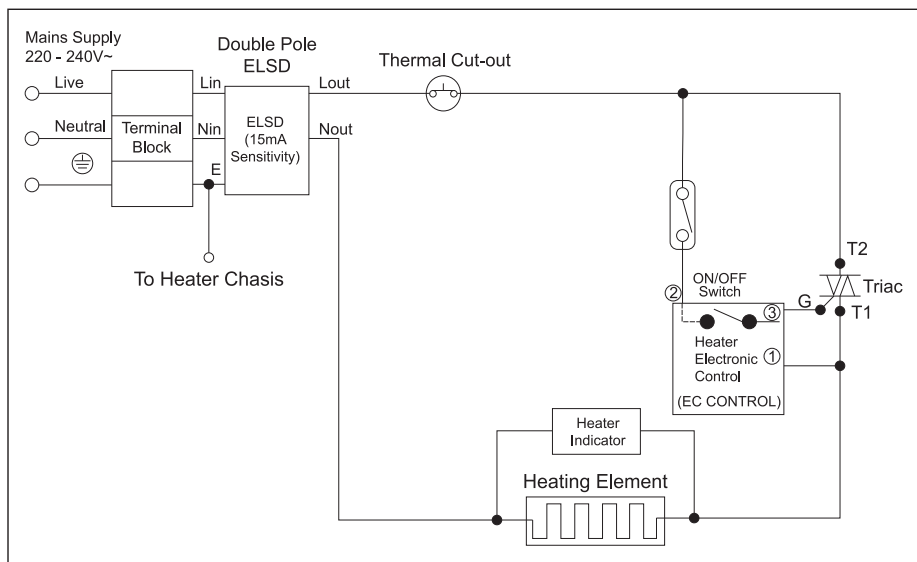 Mains Supply
220 - 240V~
Live
Neutral
Terminal
Block
Lin
Nin
E
Double Pole
ELSD
ELSD
(15mA
Sensitivity)
Lout
Nout
To Heater Chasis
Thermal Cut-out
ON/OFF
Switch
②
③
Heater
Electronic
Control
①
(EC CONTROL)
G
T2
Triac
T1
Heater
Indicator
Heating Element